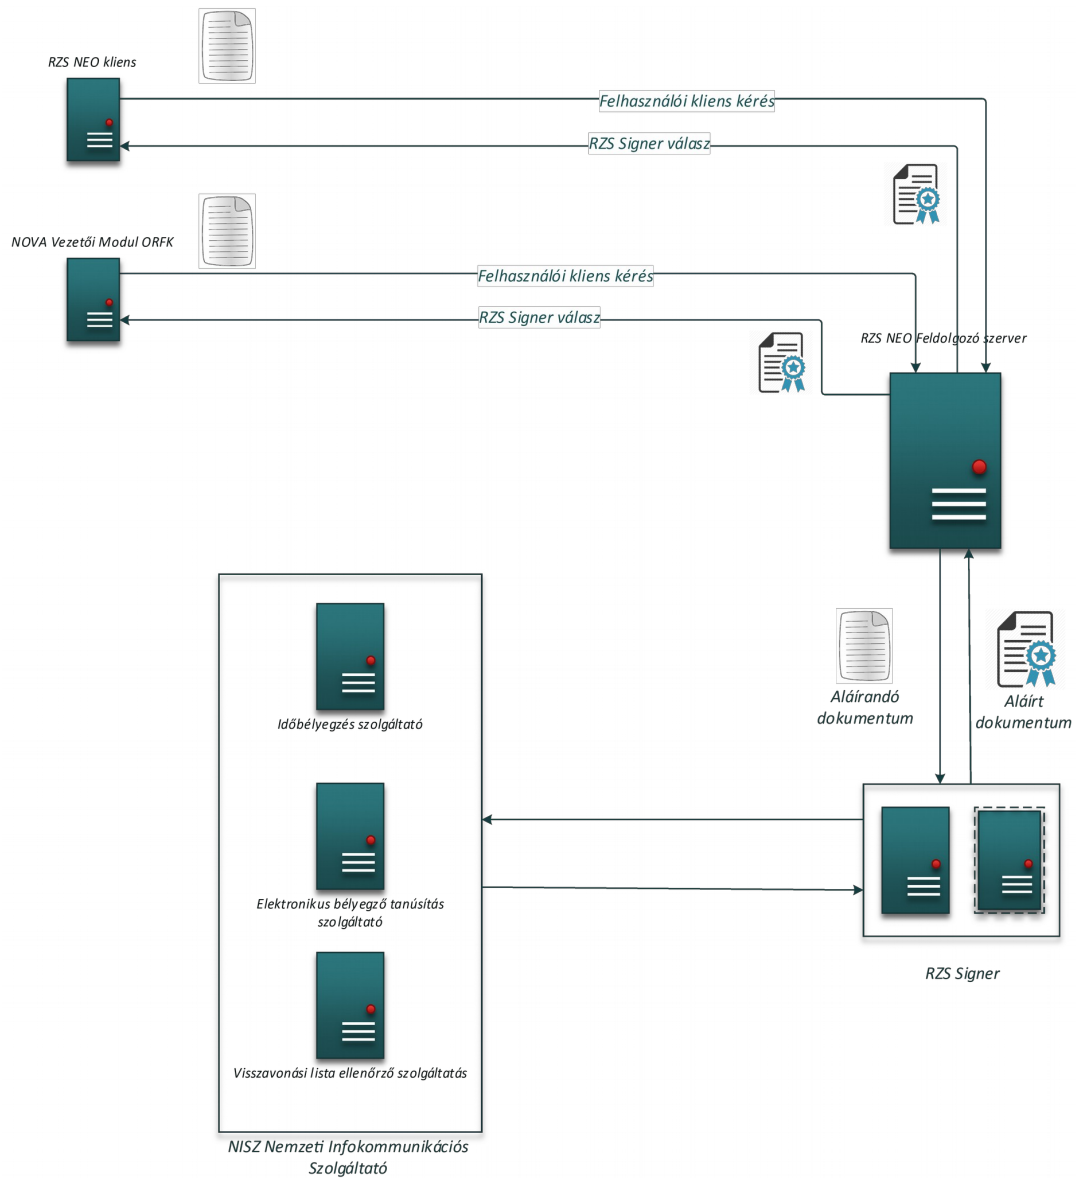 RZS NEO kliens
Felhasználói kliens kérés
RZS Signer válasz
NOVA Vezetői Modul ORFK
Felhasználói kliens kérés
RZS Signer válasz
RZS NEO Feldolgozó szerver
Aláírandó
dokumentum
Aláírt
dokumentum
Időbélyegzés szolgáltató
Elektronikus bélyegző tanúsítás
szolgáltató
RZS Signer
Visszavonási lista ellenőrző szolgáltatás
NISZ Nemzeti Infokommunikációs
Szolgáltató